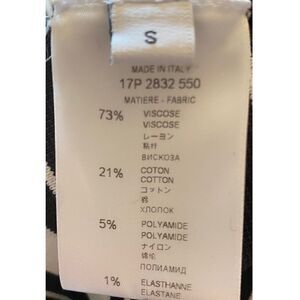 S
MADE IN ITALY
17P 2832 550
MATIERE - FABRIC
73% VISCOSE
VISCOSE
レーヨン
粘纤
ВИСКОЗА
21% COTON
COTTON
コットン
棉
ХЛОПОК
5% POLYAMIDE
POLYAMIDE
ナイロン
锦纶
ПОЛИАМИД
1% ELASTHANNE
ELASTANE